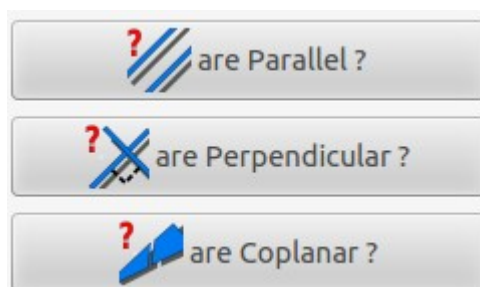 ? are Parallel ?
? are Perpendicular ?
? are Coplanar ?